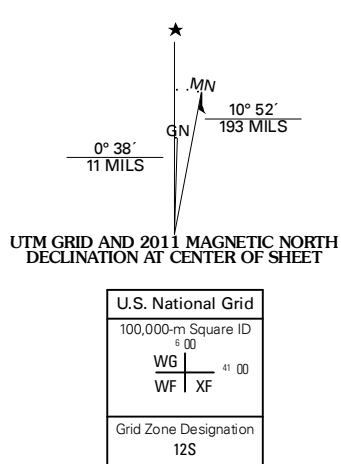 ★
MN
GN
10° 52´
193 MILS
0° 38´
11 MILS
UTM GRID AND 2011 MAGNETIC NORTH
DECLINATION AT CENTER OF SHEET
U.S. National Grid
100,000-m Square ID
6 00
WG
41 00
WF XF
Grid Zone Designation
12S